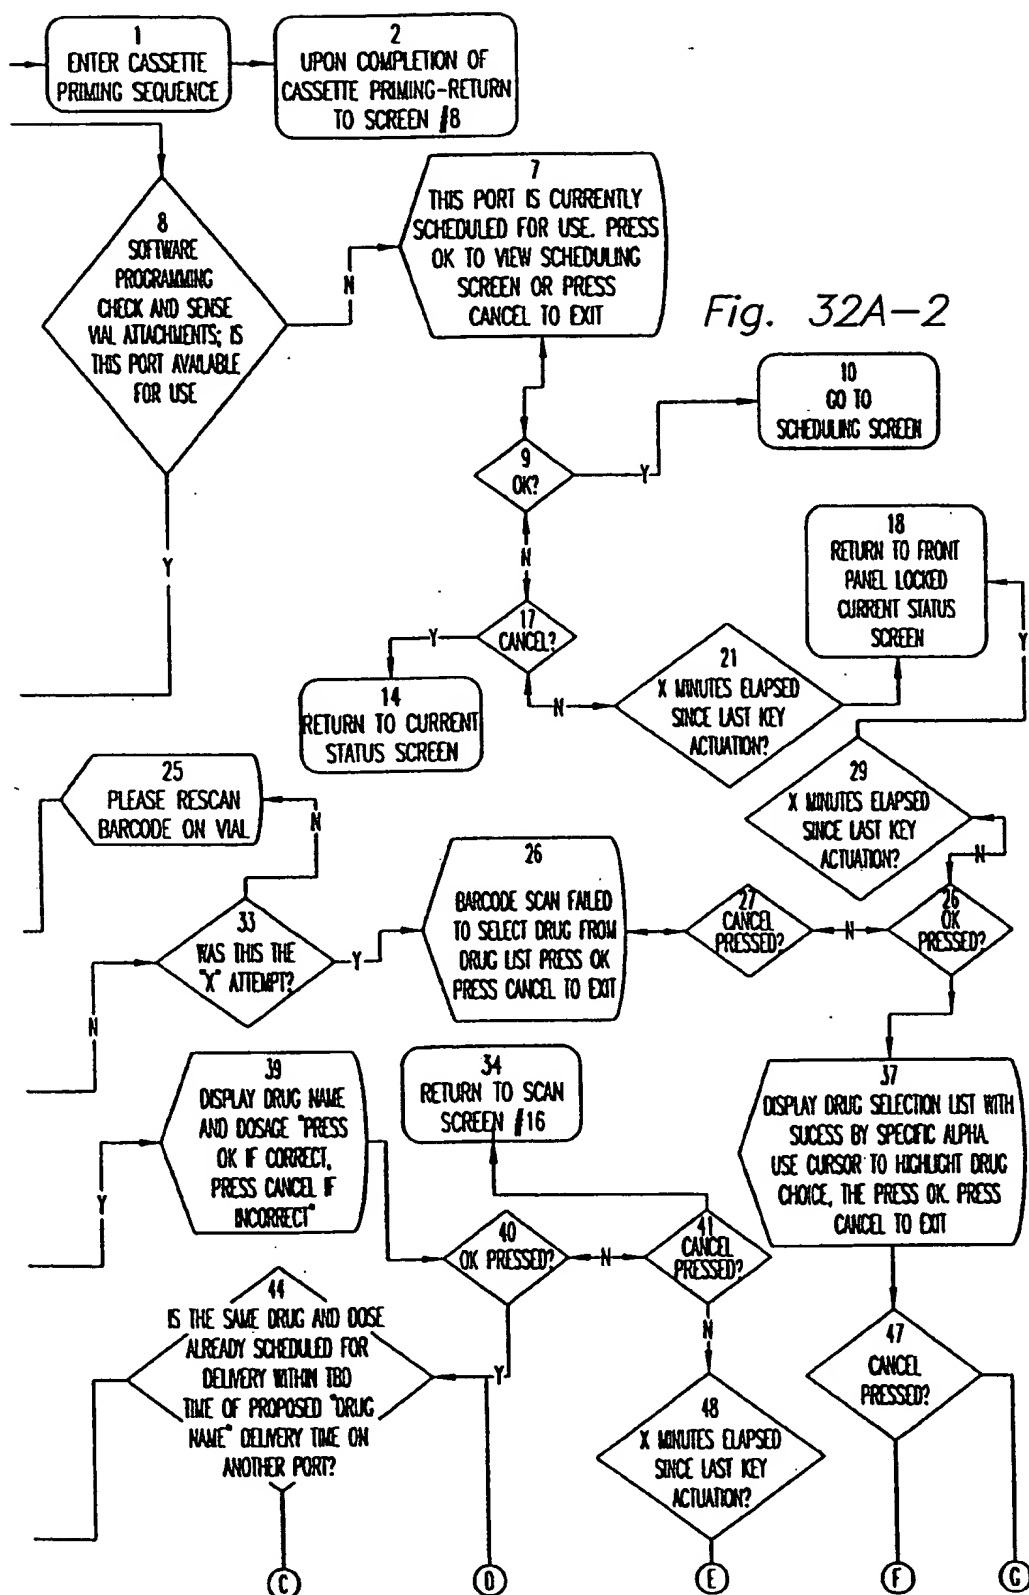 1
ENTER CASSETTE
PRIMING SEQUENCE
2
UPON COMPLETION OF
CASSETTE PRIMING-RETURN
TO SCREEN #8
7
THIS PORT IS CURRENTLY
SCHEDULED FOR USE. PRESS
OK TO VIEW SCHEDULING
SCREEN OR PRESS
CANCEL TO EXIT
8
SOFTWARE
PROGRAMMING
CHECK AND SENSE
VIAL ATTACHMENTS; IS
THIS PORT AVAILABLE
FOR USE
N
Y
Fig. 32A-2
10
GO TO
SCHEDULING SCREEN
9
OK?
Y
N
18
RETURN TO FRONT
PANEL LOCKED
CURRENT STATUS
SCREEN
17
CANCEL?
Y
N
14
RETURN TO CURRENT
STATUS SCREEN
21
X MINUTES ELAPSED
SINCE LAST KEY
ACTUATION?
Y
25
PLEASE RESCAN
BARCODE ON VIAL
N
29
X MINUTES ELAPSED
SINCE LAST KEY
ACTUATION?
N
33
WAS THIS THE
"X" ATTEMPT?
Y
N
26
BARCODE SCAN FAILED
TO SELECT DRUG FROM
DRUG LIST PRESS OK
PRESS CANCEL TO EXIT
27
CANCEL
PRESSED?
N
26
OK
PRESSED?
39
DISPLAY DRUG NAME
AND DOSAGE "PRESS
OK IF CORRECT,
PRESS CANCEL IF
INCORRECT"
Y
34
RETURN TO SCAN
SCREEN #16
37
DISPLAY DRUG SELECTION LIST WITH
SUCESS BY SPECIFIC ALPHA.
USE CURSOR TO HIGHLIGHT DRUG
CHOICE, THE PRESS OK. PRESS
CANCEL TO EXIT
40
OK PRESSED?
N
Y
41
CANCEL
PRESSED?
N
44
IS THE SAME DRUG AND DOSE
ALREADY SCHEDULED FOR
DELIVERY WITHIN TBD
TIME OF PROPOSED "DRUG
NAME" DELIVERY TIME ON
ANOTHER PORT?
Y
48
X MINUTES ELAPSED
SINCE LAST KEY
ACTUATION?
47
CANCEL
PRESSED?
C
D
E
F
G